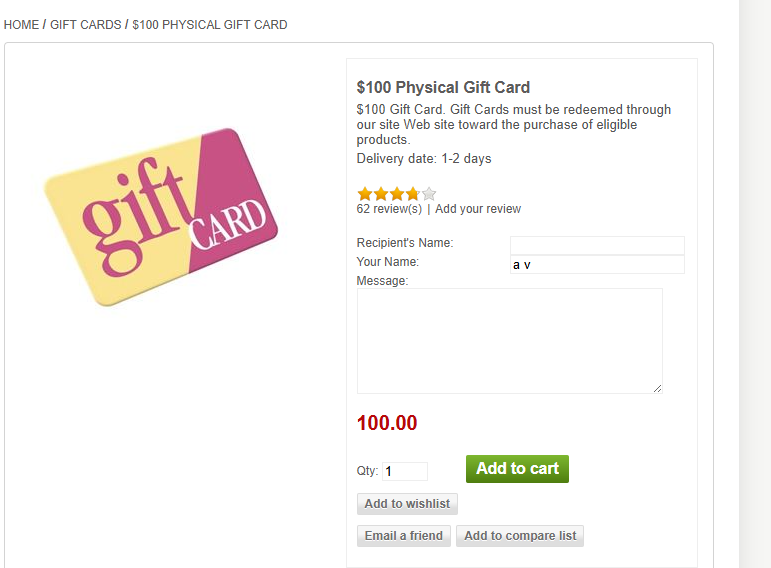 HOME / GIFT CARDS / $100 PHYSICAL GIFT CARD
gift
CARD
$100 Physical Gift Card
$100 Gift Card. Gift Cards must be redeemed through
our site Web site toward the purchase of eligible
products.
Delivery date: 1-2 days
62 review(s) | Add your review
Recipient's Name:
Your Name: a v
Message:
100.00
Qty: 1 Add to cart
Add to wishlist
Email a friend Add to compare list